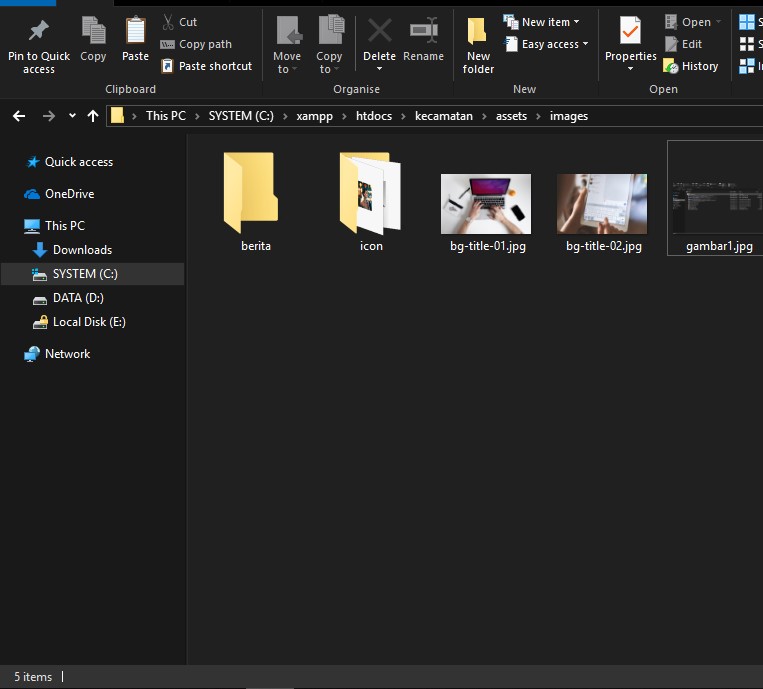 Pin to Quick access
Copy
Paste
Cut
Copy path
Paste shortcut
Clipboard
Move to
Copy to
Delete
Rename
Organise
New folder
New item
Easy access
New
Properties
Open
Edit
History
Open
This PC > SYSTEM (C:) > xampp > htdocs > kecamatan > assets > images
Quick access
OneDrive
This PC
Downloads
SYSTEM (C:)
DATA (D:)
Local Disk (E:)
Network
berita
icon
bg-title-01.jpg
bg-title-02.jpg
gambar1.jpg
5 items